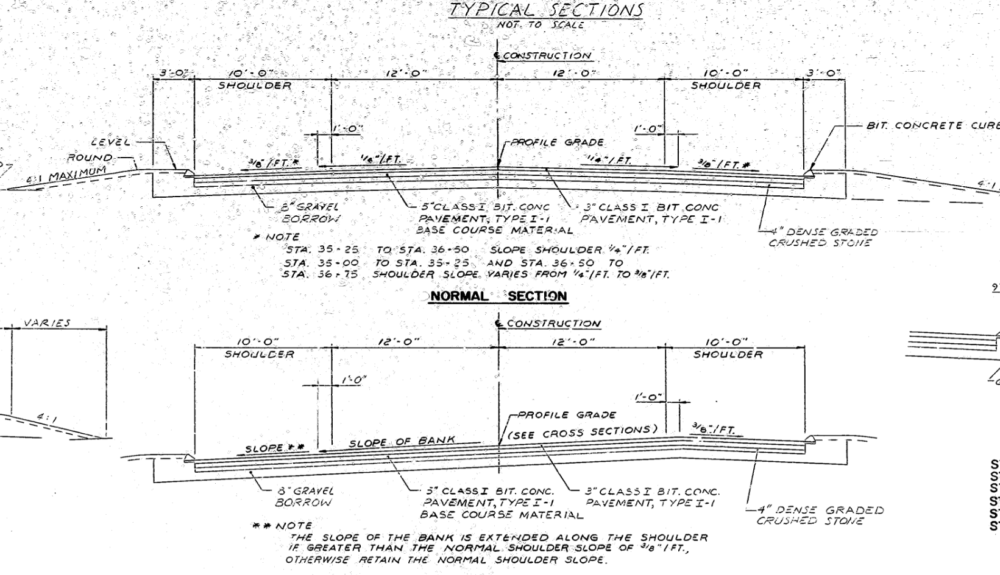 TYPICAL SECTIONS
NOT TO SCALE
℄ CONSTRUCTION
3'-0" 10'-0" 12'-0" 12'-0" 10'-0" 3'-0"
SHOULDER SHOULDER
1'-0" 1'-0"
BIT. CONCRETE CURB
LEVEL
PROFILE GRADE
ROUND
4:1 MAXIMUM
3/8"/FT.* 1/4"/FT. 1/4"/FT. 3/8"/FT.*
4:1
8" GRAVEL
BORROW
5" CLASS I BIT. CONC
PAVEMENT, TYPE I-1
BASE COURSE MATERIAL
3" CLASS I BIT CONC
PAVEMENT, TYPE I-1
4" DENSE GRADED
CRUSHED STONE
* NOTE
STA. 35+25 TO STA. 36+50 SLOPE SHOULDER 1/4"/FT.
STA. 35+00 TO STA. 35+25 AND STA. 36+50 TO
STA. 36+75 SHOULDER SLOPE VARIES FROM 1/4"/FT. TO 3/8"/FT.
NORMAL SECTION
VARIES
℄ CONSTRUCTION
10'-0" 12'-0" 12'-0" 10'-0"
SHOULDER SHOULDER
1'-0"
1'-0"
4:1
PROFILE GRADE
(SEE CROSS SECTIONS)
3/8"/FT.
SLOPE ** SLOPE OF BANK
8" GRAVEL
BORROW
5" CLASS I BIT. CONC.
PAVEMENT, TYPE I-1
BASE COURSE MATERIAL
3" CLASS I BIT. CONC.
PAVEMENT, TYPE I-1
4" DENSE GRADED
CRUSHED STONE
** NOTE
THE SLOPE OF THE BANK IS EXTENDED ALONG THE SHOULDER
IF GREATER THAN THE NORMAL SHOULDER SLOPE OF 3/8"/FT.,
OTHERWISE RETAIN THE NORMAL SHOULDER SLOPE.